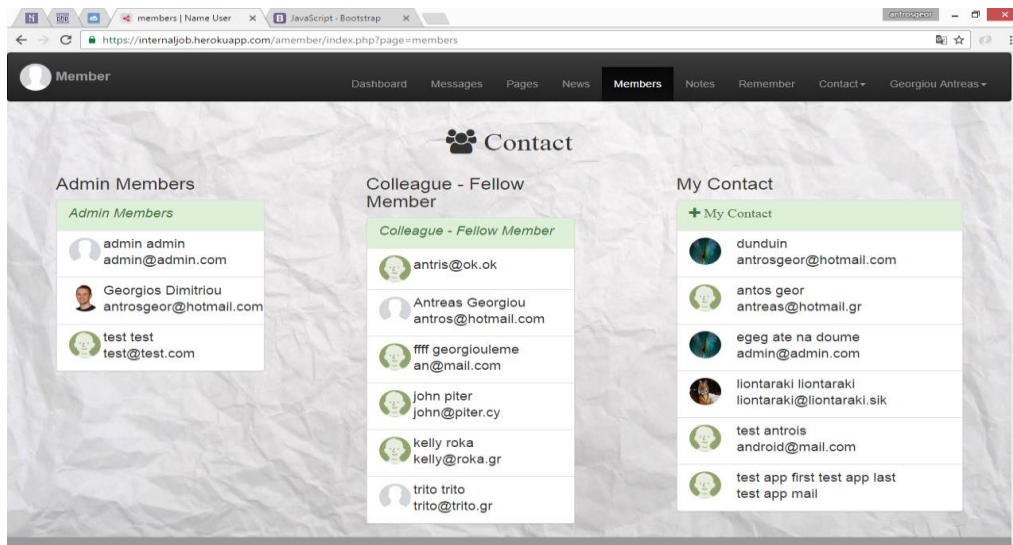 members | Name User
JavaScript · Bootstrap
antrosgeor
https://internaljob.herokuapp.com/amember/index.php?page=members
Member
Dashboard Messages Pages News Members Notes Remember Contact Georgiou Antreas
Contact
Admin Members
Admin Members
admin admin
admin@admin.com
Georgios Dimitriou
antrosgeor@hotmail.com
test test
test@test.com
Colleague - Fellow
Member
Colleague - Fellow Member
antris@ok.ok
Antreas Georgiou
antros@hotmail.com
ffff georgiouleme
an@mail.com
john piter
john@piter.cy
kelly roka
kelly@roka.gr
trito trito
trito@trito.gr
My Contact
My Contact
dunduin
antrosgeor@hotmail.com
antos geor
antreas@hotmail.gr
egeg ate na doume
admin@admin.com
liontaraki liontaraki
liontaraki@liontaraki.sik
test antrois
android@mail.com
test app first test app last
test app mail